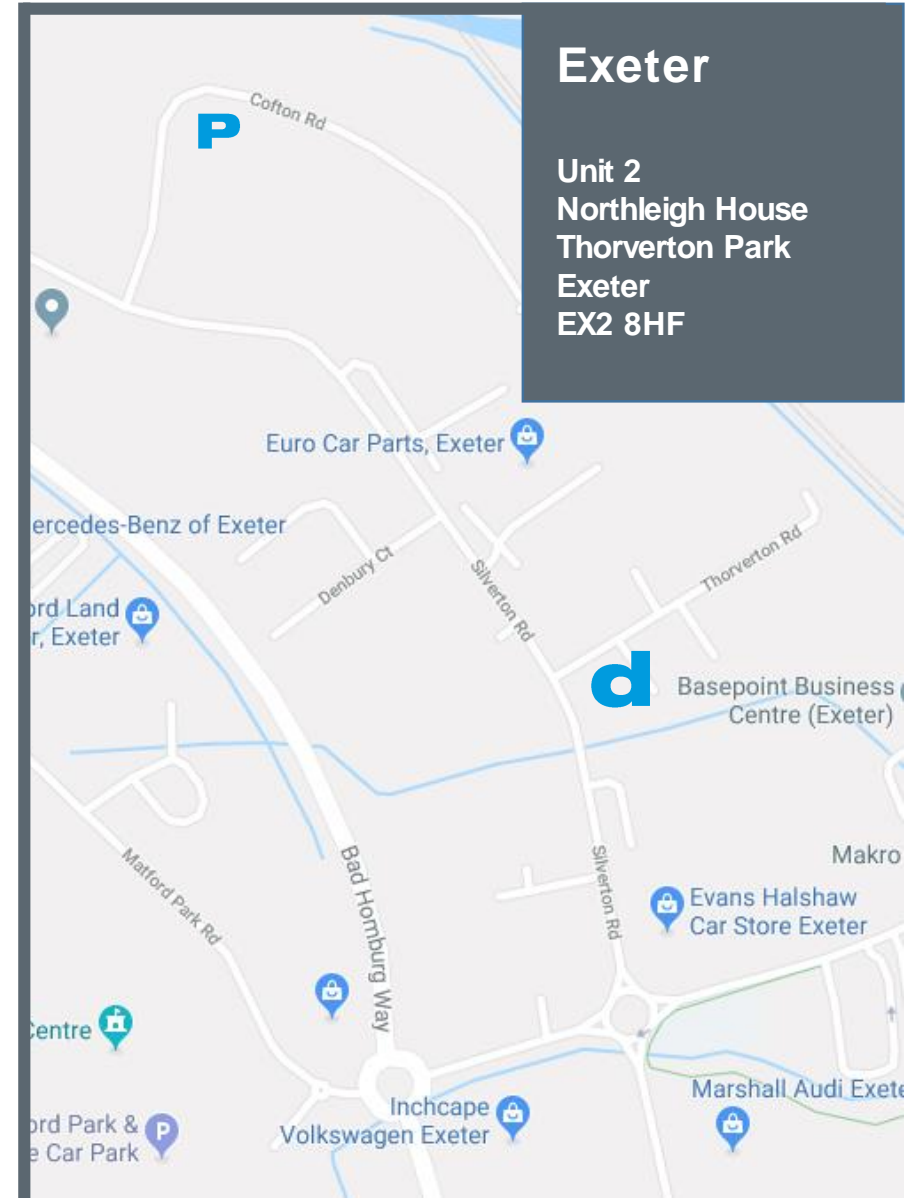 Exeter
Unit 2
Northleigh House
Thorverton Park
Exeter
EX2 8HF
Cofton Rd
P
Euro Car Parts, Exeter
ercedes-Benz of Exeter
Denbury Ct
Silverton Rd
Thorverton Rd
ord Land
r, Exeter
d
Basepoint Business
Centre (Exeter)
Matford Park Rd
Bad Homburg Way
Silverton Rd
Makro
Evans Halshaw
Car Store Exeter
Centre
Marshall Audi Exete
Inchcape
Volkswagen Exeter
ord Park &
e Car Park
P